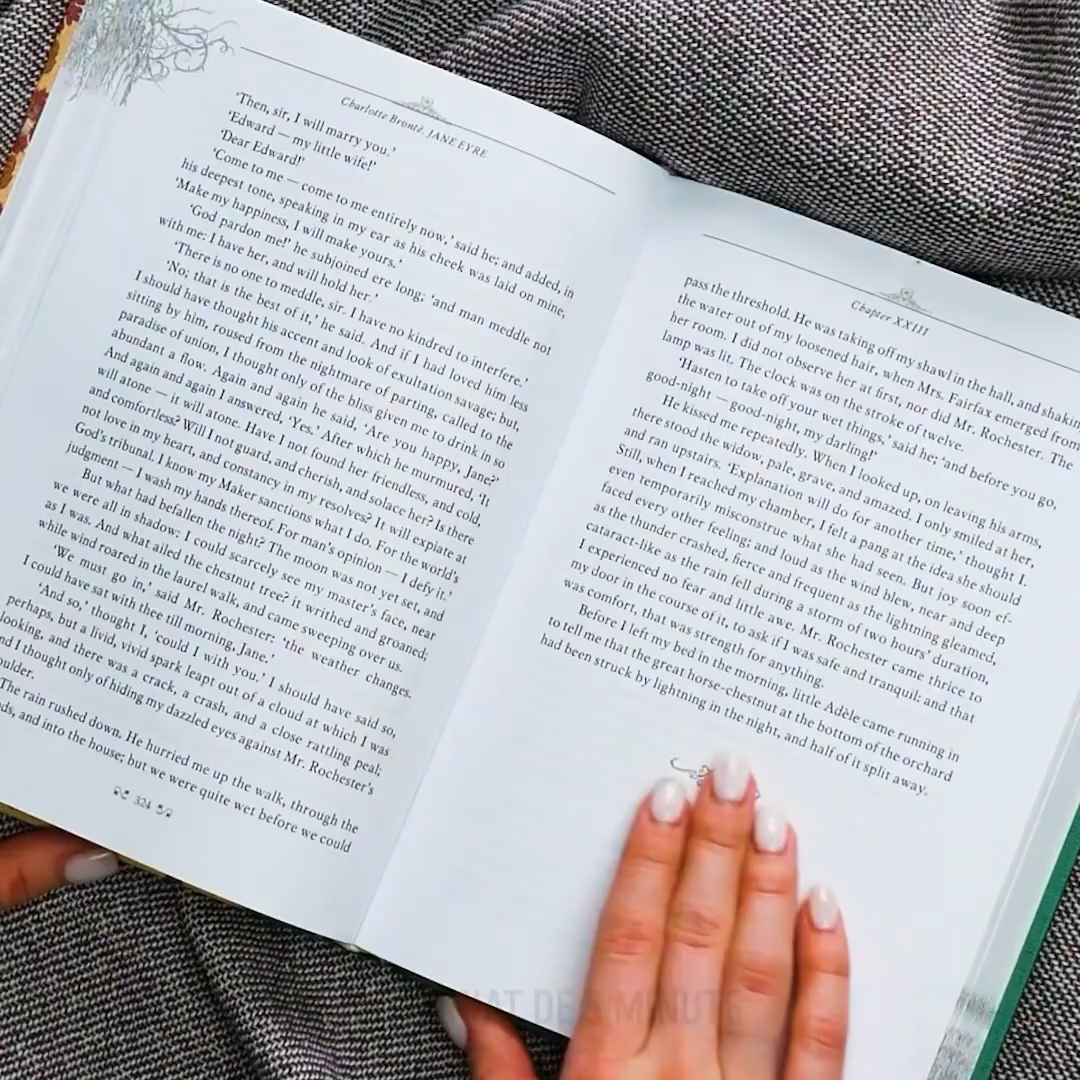 Charlotte Brontë. JANE EYRE
‘Then, sir, I will marry you.’
‘Edward — my little wife!’
‘Dear Edward!’
‘Come to me — come to me entirely now,’ said he; and added, in
his deepest tone, speaking in my ear as his cheek was laid on mine,
‘Make my happiness, I will make yours.’
‘God pardon me!’ he subjoined ere long; ‘and man meddle not
with me: I have her, and will hold her.’
‘There is no one to meddle, sir. I have no kindred to interfere.’
‘No; that is the best of it,’ he said. And if I had loved him less
I should have thought his accent and look of exultation savage; but,
sitting by him, roused from the nightmare of parting, called to the
paradise of union, I thought only of the bliss given me to drink in so
abundant a flow. Again and again he said, ‘Are you happy, Jane?’
And again and again I answered, ‘Yes.’ After which he murmured, ‘It
will atone — it will atone. Have I not found her friendless, and cold,
and comfortless? Will I not guard, and cherish, and solace her? Is there
not love in my heart, and constancy in my resolves? It will expiate at
God’s tribunal. I know my Maker sanctions what I do. For the world’s
judgment — I wash my hands thereof. For man’s opinion — I defy it.’
But what had befallen the night? The moon was not yet set, and
we were all in shadow: I could scarcely see my master’s face, near
as I was. And what ailed the chestnut tree? it writhed and groaned;
while wind roared in the laurel walk, and came sweeping over us.
‘We must go in,’ said Mr. Rochester: ‘the weather changes.
I could have sat with thee till morning, Jane.’
‘And so,’ thought I, ‘could I with you.’ I should have said so,
perhaps, but a livid, vivid spark leapt out of a cloud at which I was
looking, and there was a crack, a crash, and a close rattling peal;
nd I thought only of hiding my dazzled eyes against Mr. Rochester’s
oulder.
The rain rushed down. He hurried me up the walk, through the
ds, and into the house; but we were quite wet before we could
324
Chapter XXIII
pass the threshold. He was taking off my shawl in the hall, and shakin
the water out of my loosened hair, when Mrs. Fairfax emerged from
her room. I did not observe her at first, nor did Mr. Rochester. The
lamp was lit. The clock was on the stroke of twelve.
‘Hasten to take off your wet things,’ said he; ‘and before you go,
good-night — good-night, my darling!’
He kissed me repeatedly. When I looked up, on leaving his arms,
there stood the widow, pale, grave, and amazed. I only smiled at her,
and ran upstairs. ‘Explanation will do for another time,’ thought I.
Still, when I reached my chamber, I felt a pang at the idea she should
even temporarily misconstrue what she had seen. But joy soon ef-
faced every other feeling; and loud as the wind blew, near and deep
as the thunder crashed, fierce and frequent as the lightning gleamed,
cataract-like as the rain fell during a storm of two hours’ duration,
I experienced no fear and little awe. Mr. Rochester came thrice to
my door in the course of it, to ask if I was safe and tranquil: and that
was comfort, that was strength for anything.
Before I left my bed in the morning, little Adèle came running in
to tell me that the great horse-chestnut at the bottom of the orchard
had been struck by lightning in the night, and half of it split away.